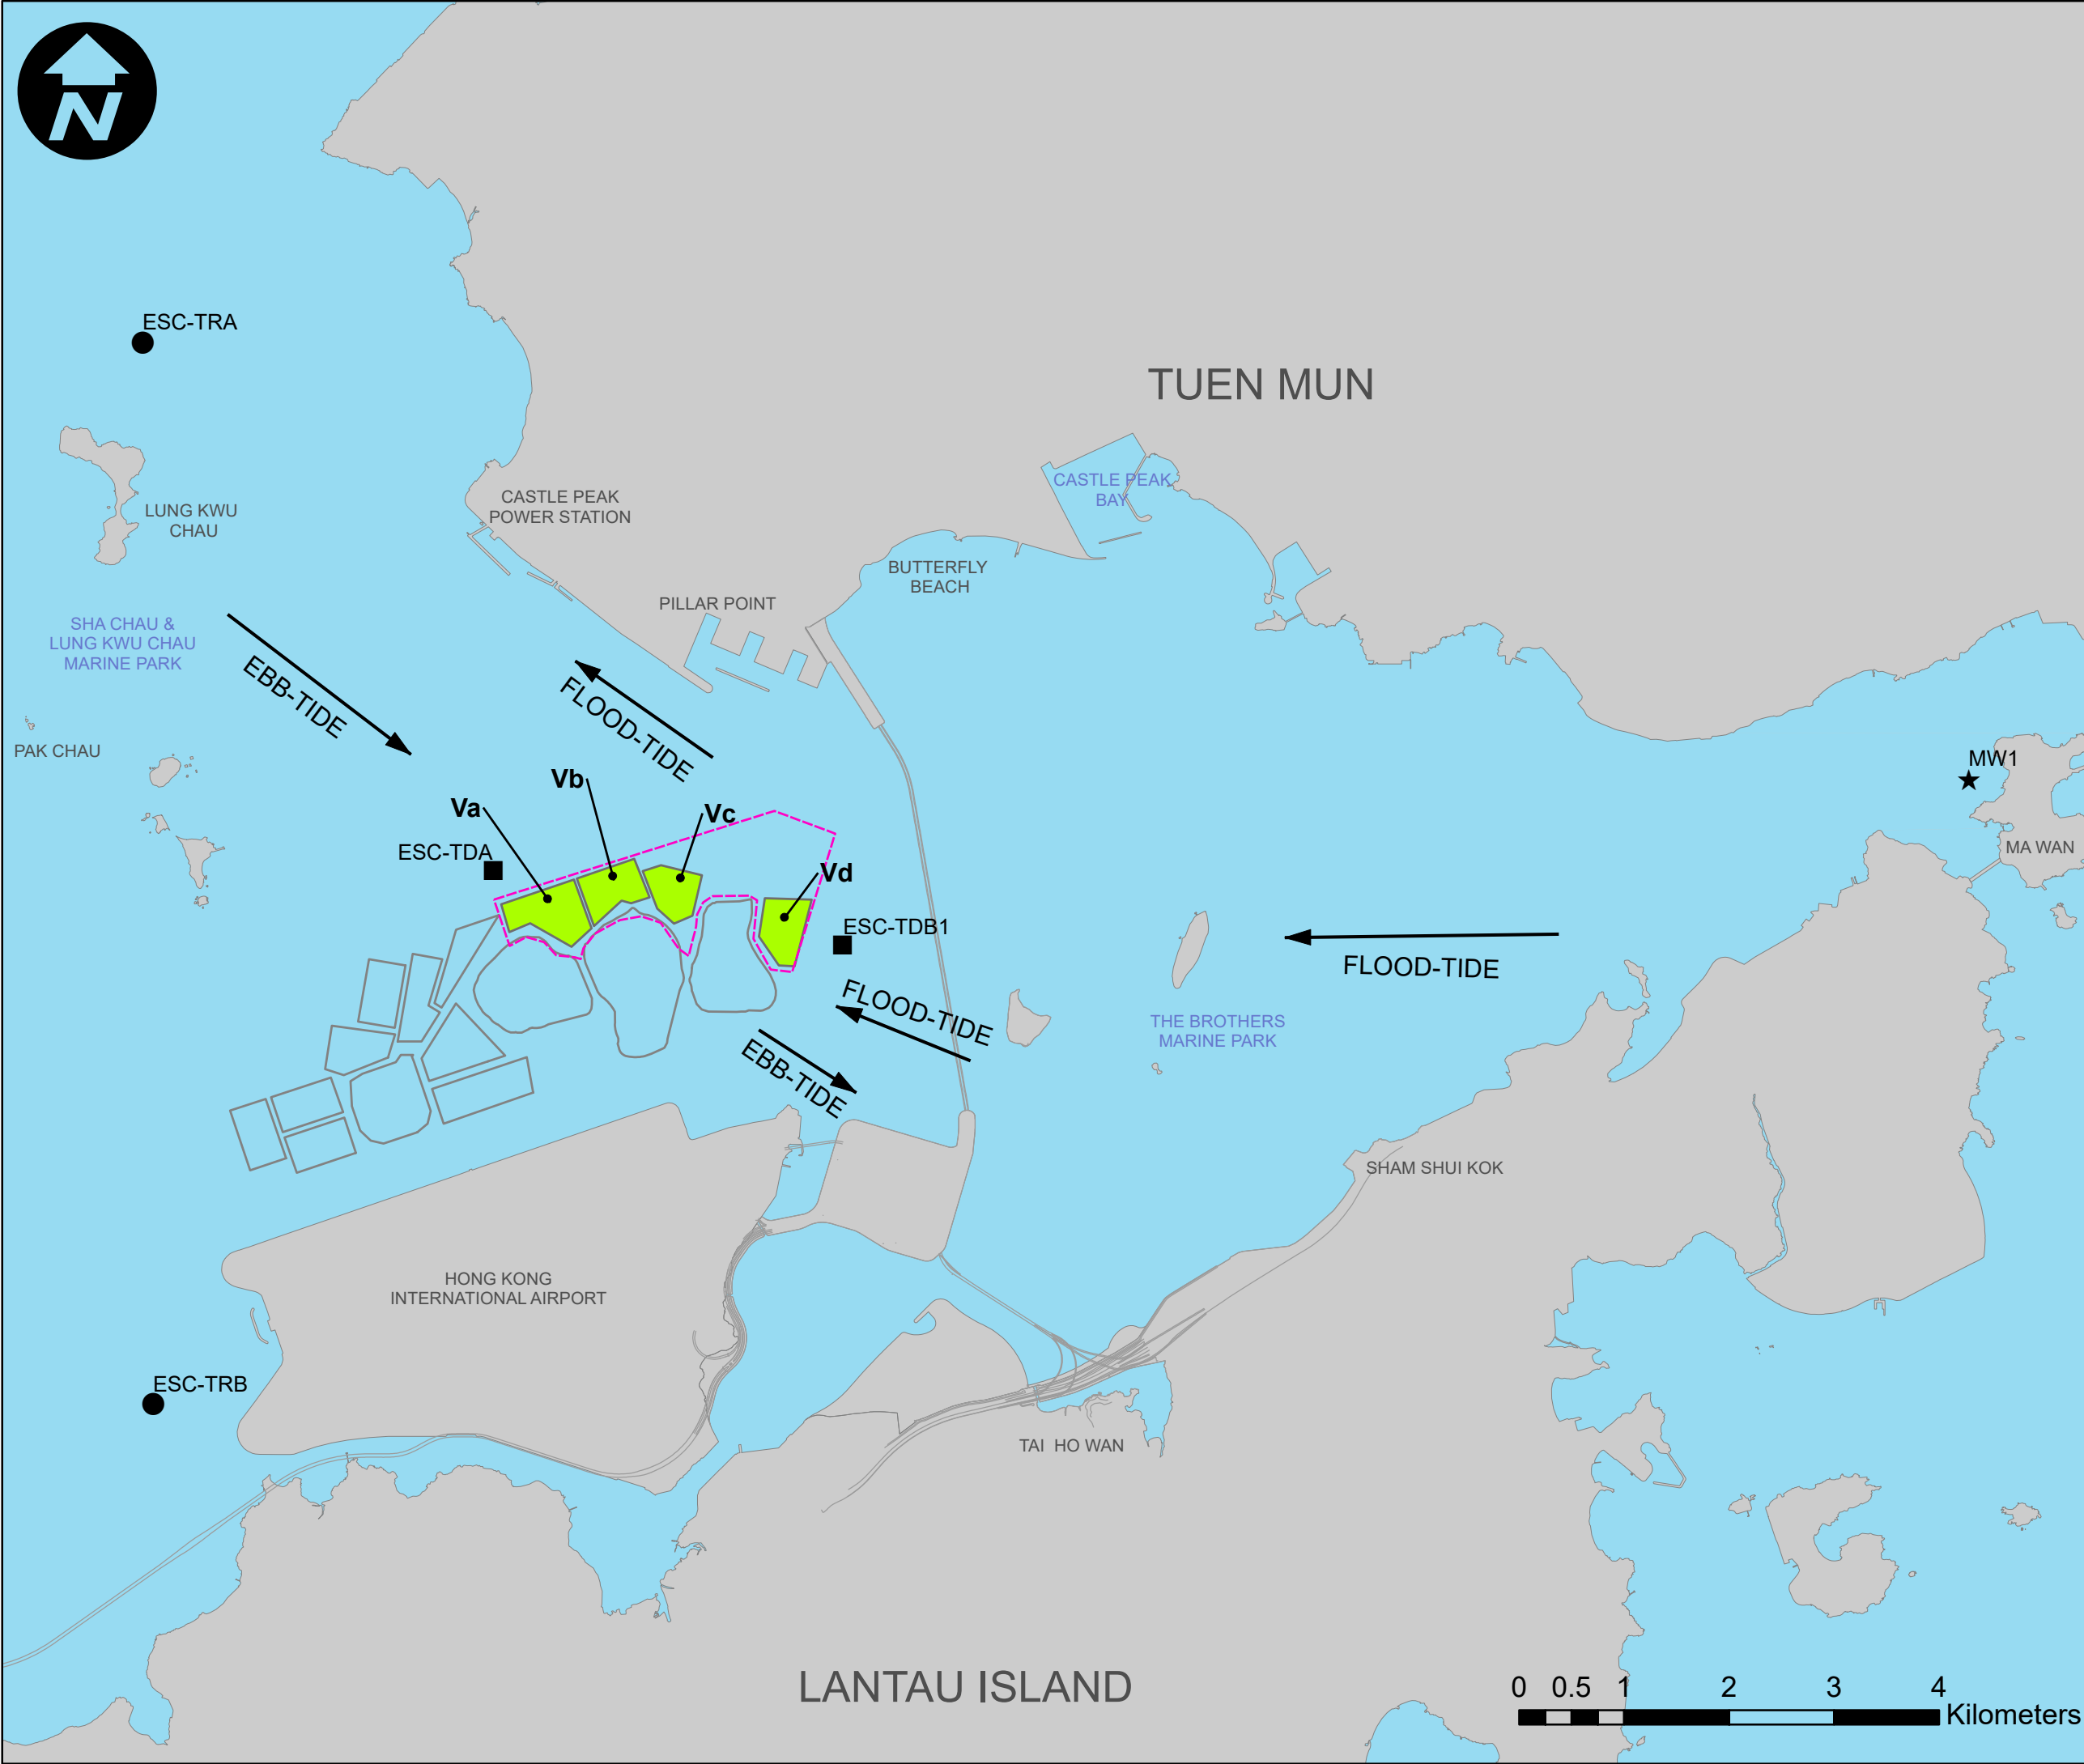 N
ESC-TRA
TUEN MUN
CASTLE PEAK
BAY
CASTLE PEAK
POWER STATION
LUNG KWU
CHAU
BUTTERFLY
BEACH
PILLAR POINT
SHA CHAU &
LUNG KWU CHAU
MARINE PARK
EBB-TIDE
FLOOD-TIDE
PAK CHAU
MW1
Vb
Va
Vc
ESC-TDA
MA WAN
Vd
ESC-TDB1
FLOOD-TIDE
FLOOD-TIDE
THE BROTHERS
MARINE PARK
EBB-TIDE
SHAM SHUI KOK
HONG KONG
INTERNATIONAL AIRPORT
ESC-TRB
TAI HO WAN
LANTAU ISLAND
0 0.5 1 2 3 4
Kilometers